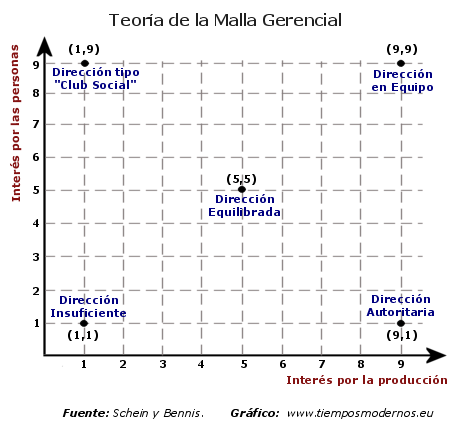 Teoría de la Malla Gerencial
Interés por las personas
(1,9)
(9,9)
9
Dirección tipo
"Club Social"
Dirección
en Equipo
8
7
6
(5,5)
5
Dirección
Equilibrada
4
3
2
Dirección
Insuficiente
Dirección
Autoritaria
1
(1,1)
(9,1)
1 2 3 4 5 6 7 8 9
Interés por la producción
Fuente: Schein y Bennis. Gráfico: www.tiemposmodernos.eu